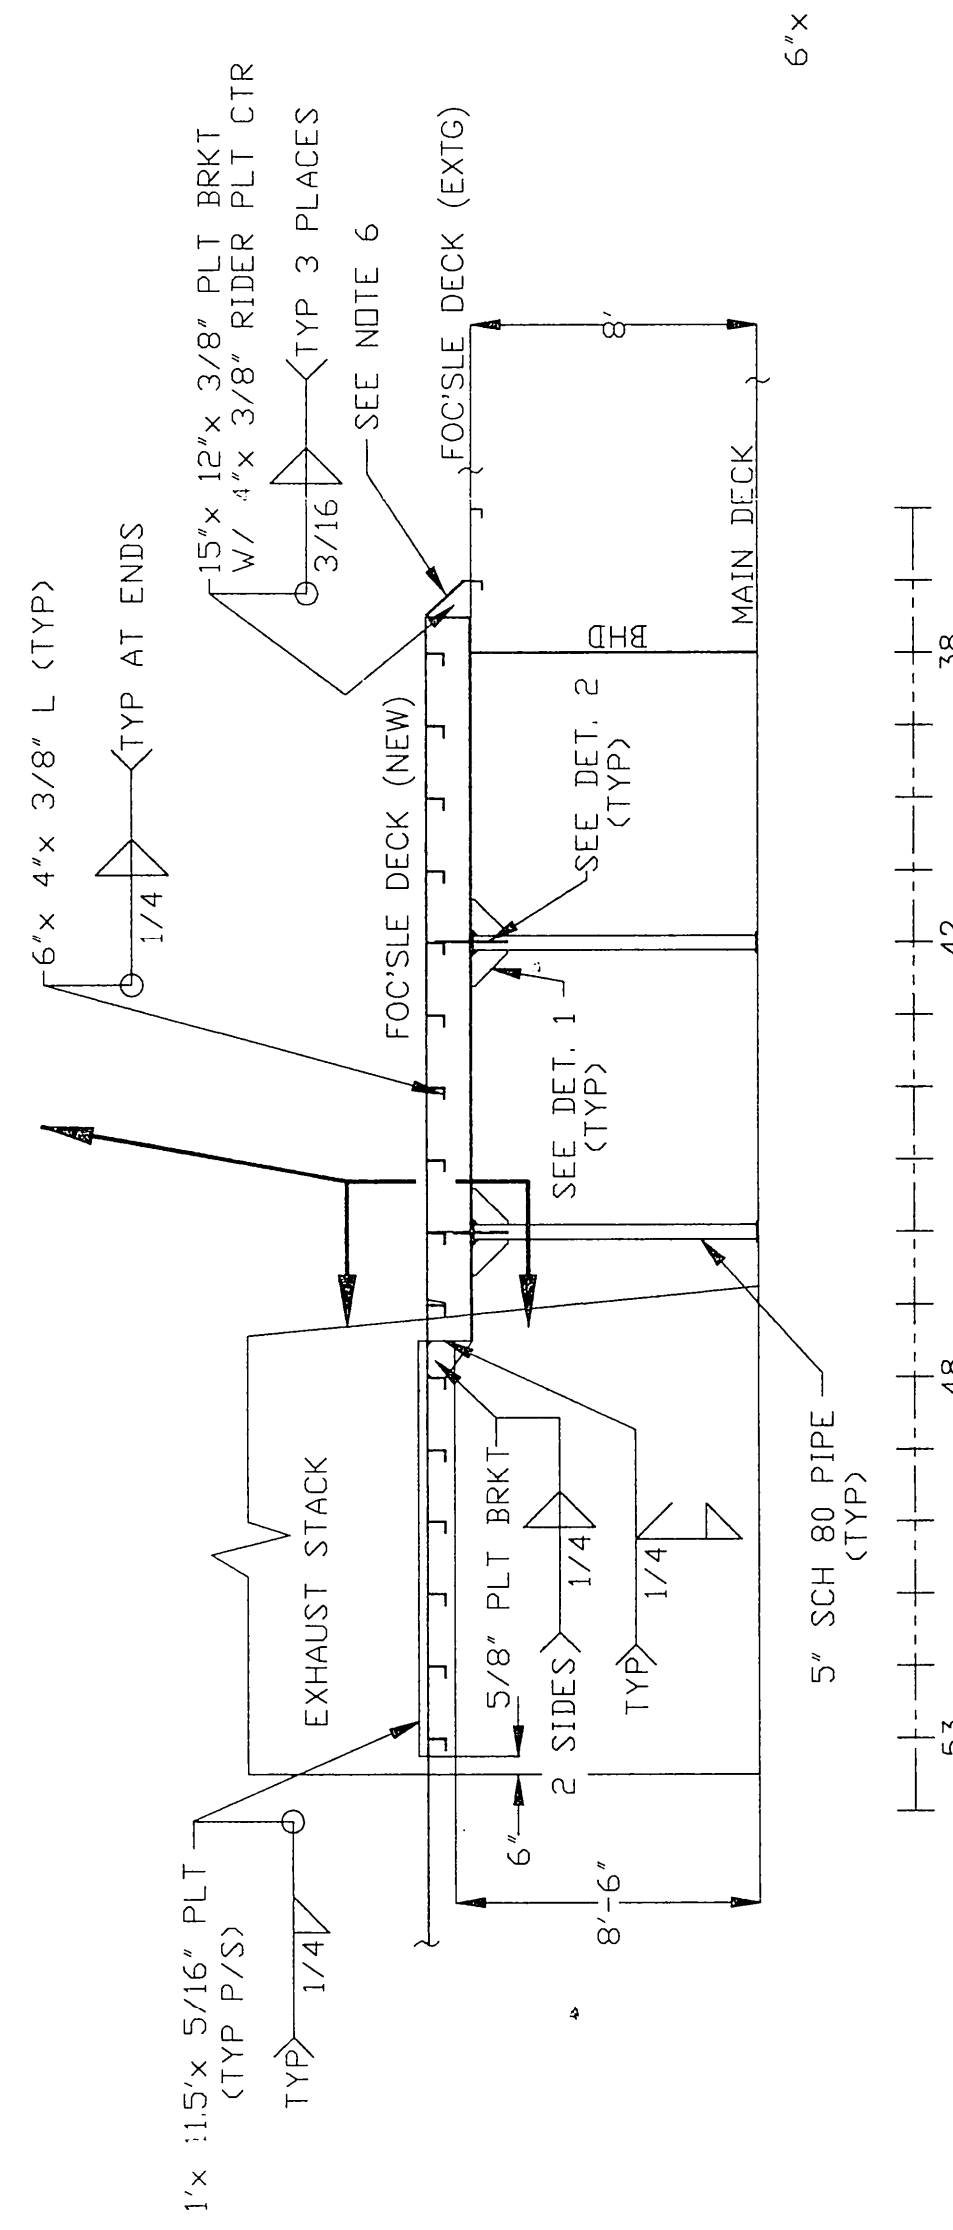 1'x 11.5'x 5/16" PLT
(TYP P/S)
TYP
1/4
EXHAUST STACK
6"x 4"x 3/8" L (TYP)
1/4
TYP AT ENDS
15"x 12"x 3/8" PLT BRKT
W/ 4"x 3/8" RIDER PLT CTR
3/16
TYP 3 PLACES
SEE NOTE 6
FOC'SLE DECK (NEW)
FOC'SLE DECK (EXTG)
8'
MAIN DECK
BHD
SEE DET. 2
(TYP)
SEE DET. 1
(TYP)
5/8" PLT BRKT
2 SIDES
1/4
TYP
1/4
6"
8'-6"
5" SCH 80 PIPE
(TYP)
6"x
53
48
42
38